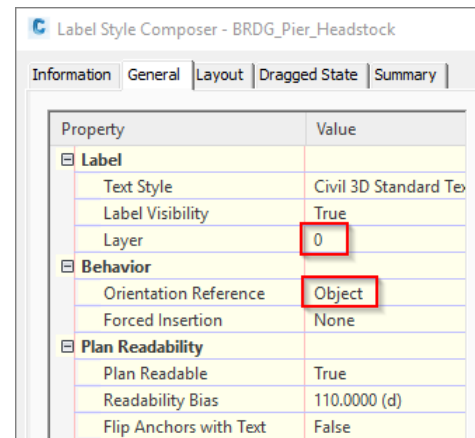 C Label Style Composer - BRDG_Pier_Headstock
Information General Layout Dragged State Summary
Property Value
Label
Text Style Civil 3D Standard Tex
Label Visibility True
Layer 0
Behavior
Orientation Reference Object
Forced Insertion None
Plan Readability
Plan Readable True
Readability Bias 110.0000 (d)
Flip Anchors with Text False